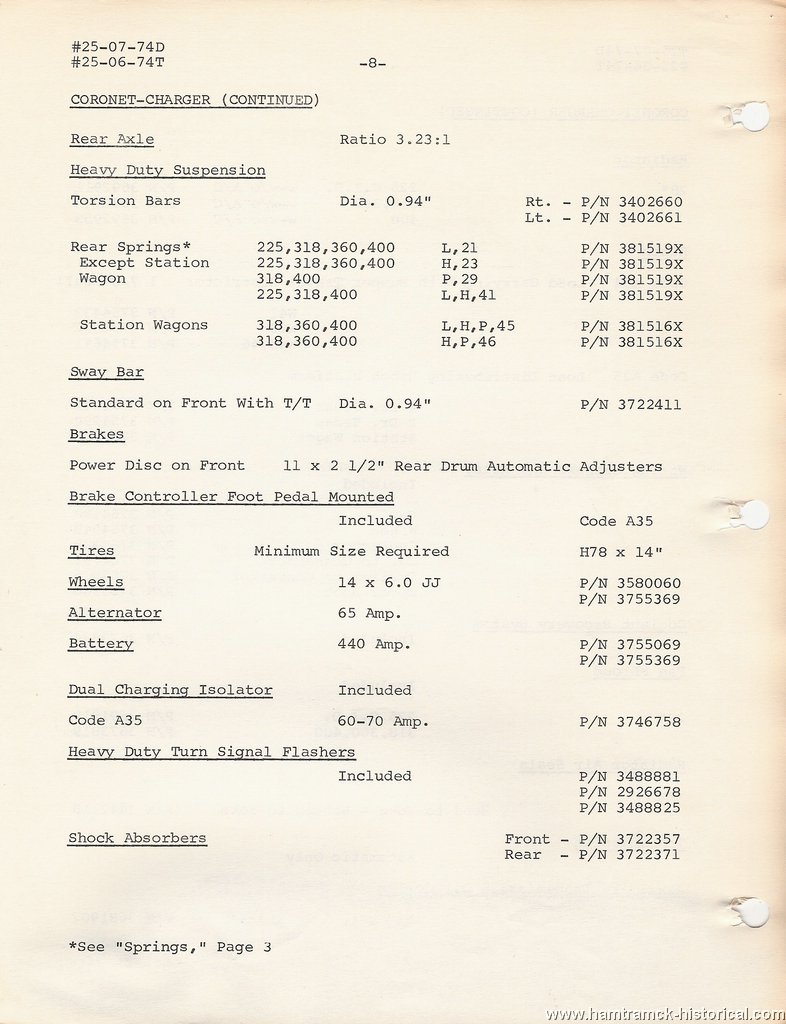 #25-07-74D
#25-06-74T -8-
CORONET-CHARGER (CONTINUED)
Rear Axle Ratio 3.23:1
Heavy Duty Suspension
Torsion Bars Dia. 0.94" Rt. - P/N 3402660
Lt. - P/N 3402661
Rear Springs* 225,318,360,400 L,21 P/N 381519X
Except Station 225,318,360,400 H,23 P/N 381519X
Wagon 318,400 P,29 P/N 381519X
225,318,400 L,H,41 P/N 381519X
Station Wagons 318,360,400 L,H,P,45 P/N 381516X
318,360,400 H,P,46 P/N 381516X
Sway Bar
Standard on Front With T/T Dia. 0.94" P/N 3722411
Brakes
Power Disc on Front 11 x 2 1/2" Rear Drum Automatic Adjusters
Brake Controller Foot Pedal Mounted
Included Code A35
Tires Minimum Size Required H78 x 14"
Wheels 14 x 6.0 JJ P/N 3580060
P/N 3755369
Alternator 65 Amp.
Battery 440 Amp. P/N 3755069
P/N 3755369
Dual Charging Isolator Included
Code A35 60-70 Amp. P/N 3746758
Heavy Duty Turn Signal Flashers
Included P/N 3488881
P/N 2926678
P/N 3488825
Shock Absorbers Front - P/N 3722357
Rear - P/N 3722371
*See "Springs," Page 3
www.hamtramck-historical.com